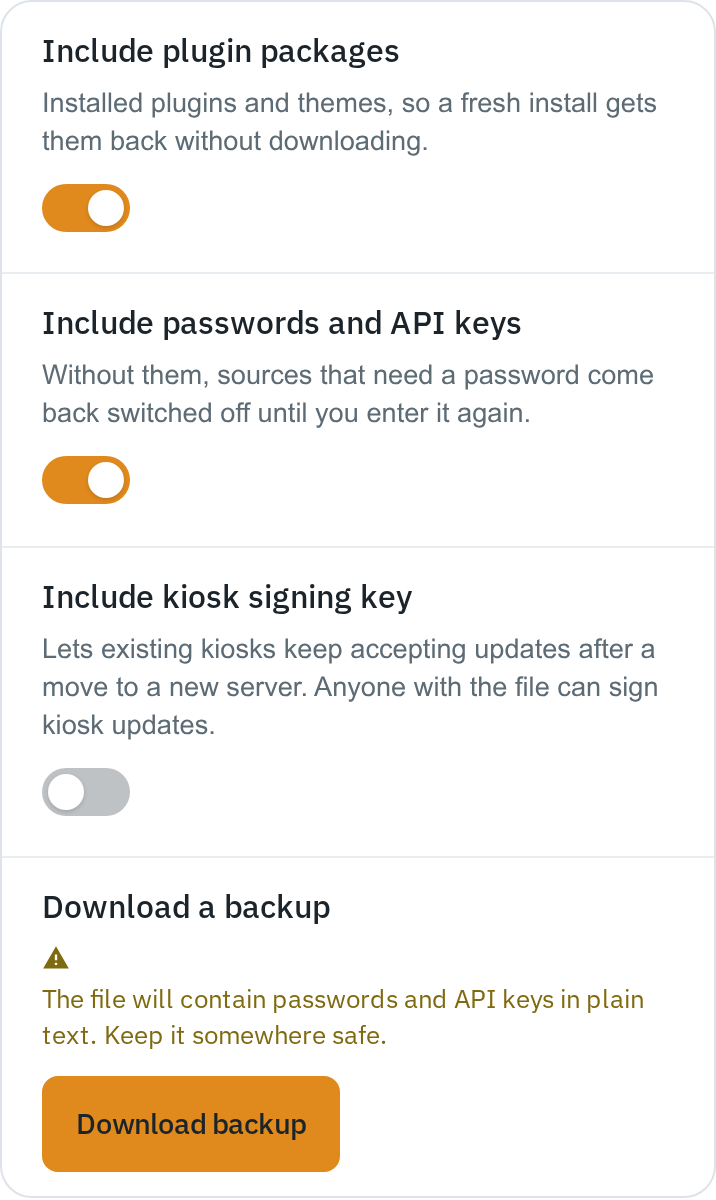 Include plugin packages
Installed plugins and themes, so a fresh install gets
them back without downloading.
Include passwords and API keys
Without them, sources that need a password come
back switched off until you enter it again.
Include kiosk signing key
Lets existing kiosks keep accepting updates after a
move to a new server. Anyone with the file can sign
kiosk updates.
Download a backup
The file will contain passwords and API keys in plain
text. Keep it somewhere safe.
Download backup